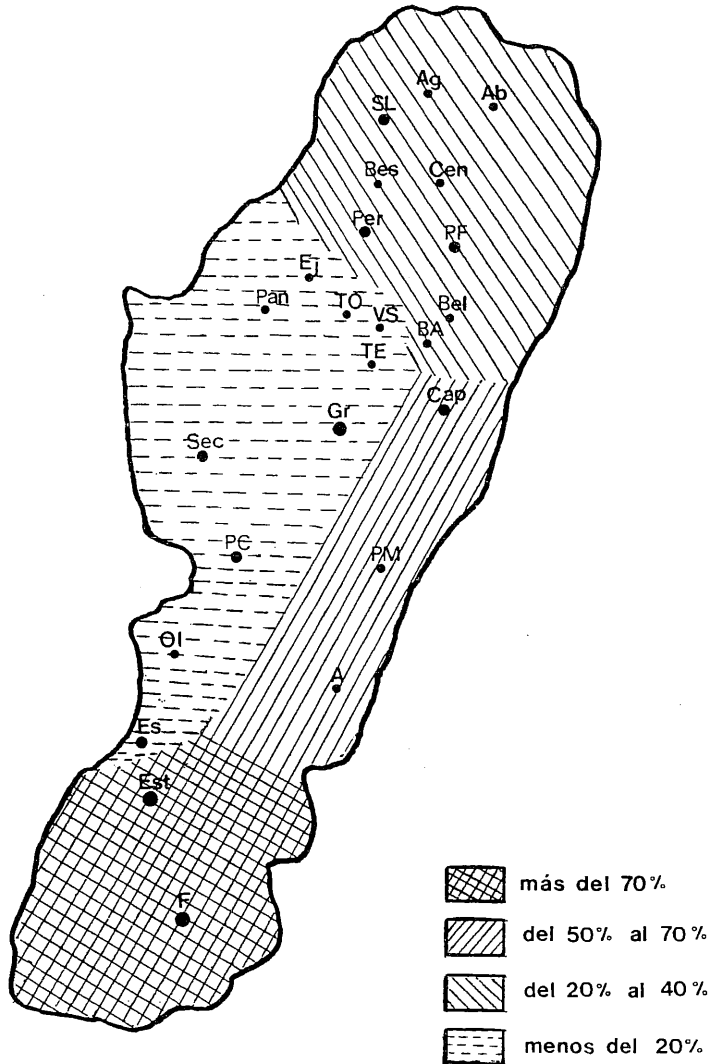 Ag
Ab
SL
Bes
Cen
Per
PF
Ej
Pan
TO
VS
Bel
BA
TE
Cap
Gr
Sec
PC
PM
Ol
A
Es
Est
F
más del 70%
del 50% al 70%
del 20% al 40%
menos del 20%